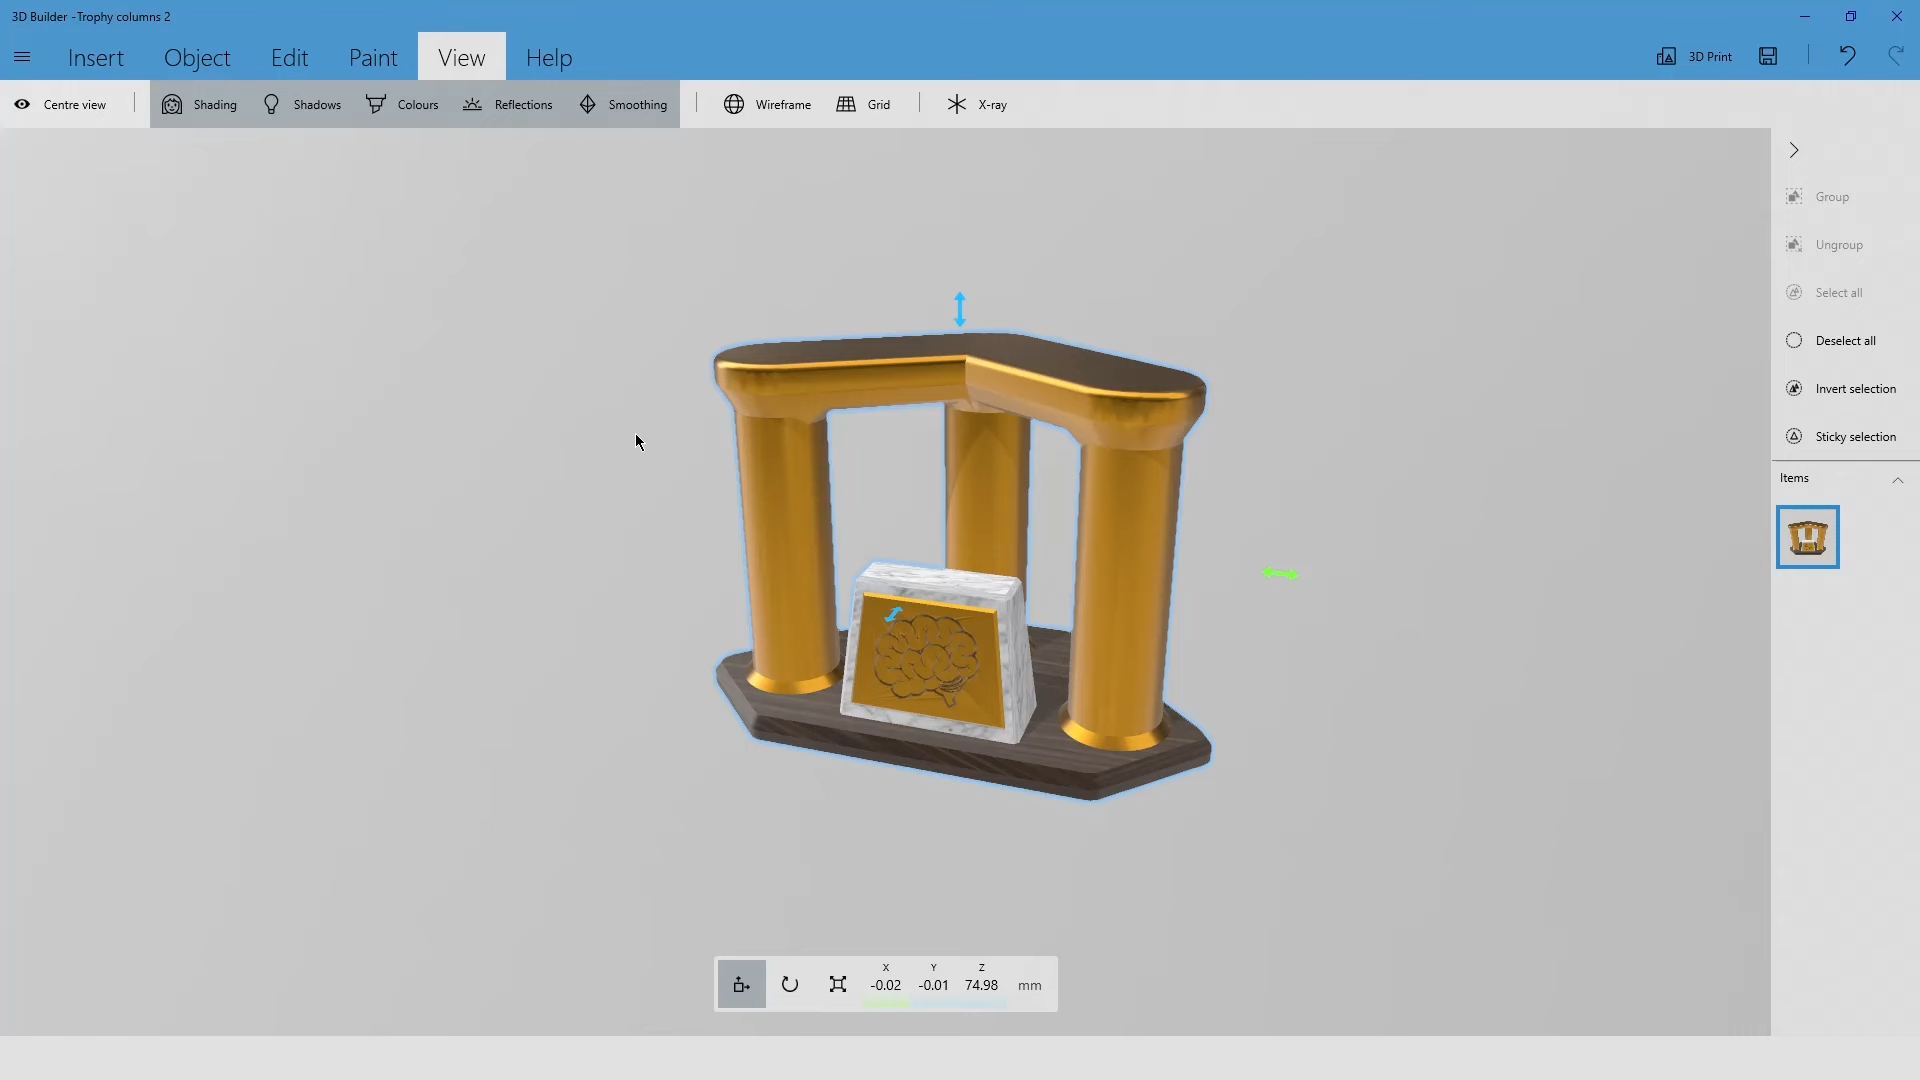 3D Builder -Trophy columns 2
Insert Object Edit Paint View Help 3D Print
Centre view Shading Shadows Colours Reflections Smoothing Wireframe Grid X-ray
Group
Ungroup
Select all
Deselect all
Invert selection
Sticky selection
Items
X Y Z
-0.02 -0.01 74.98 mm